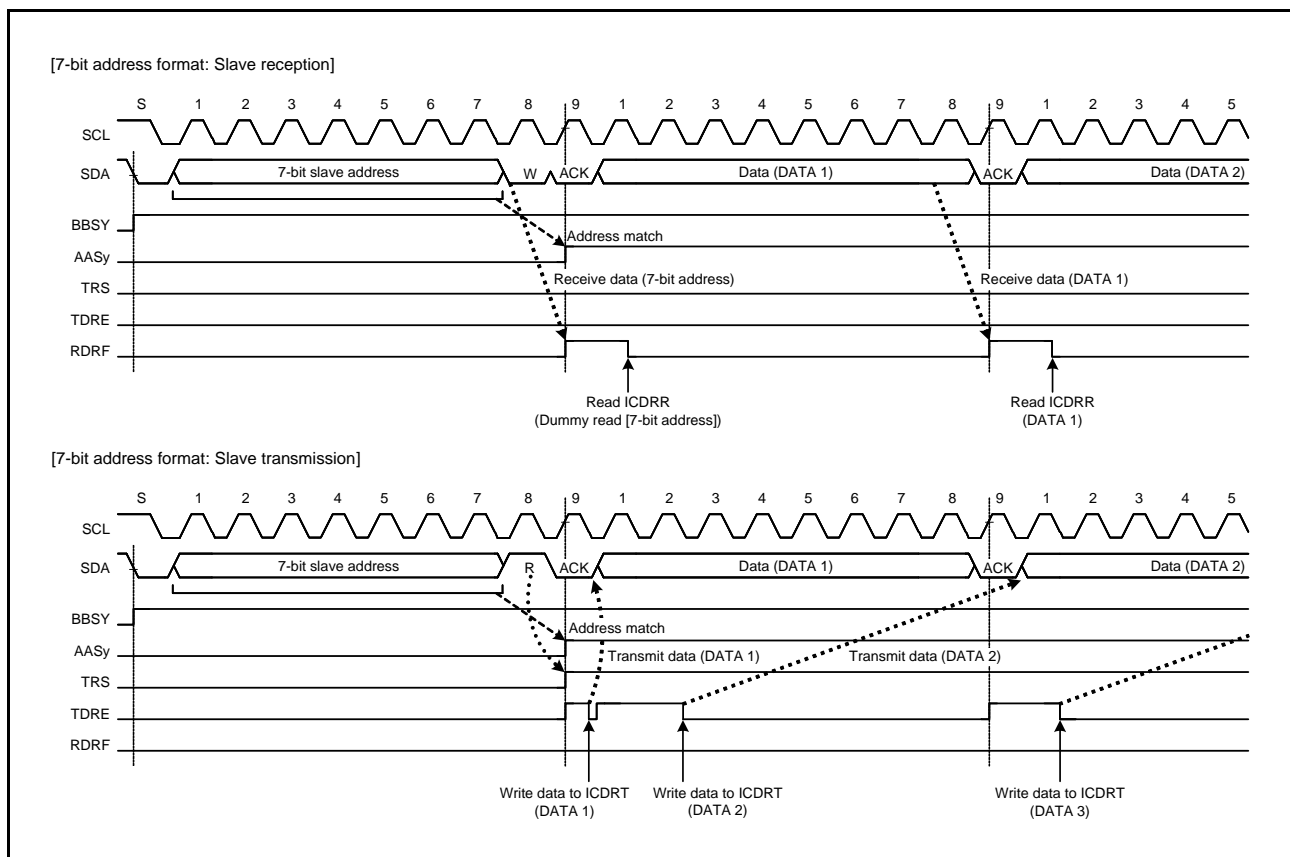 [7-bit address format: Slave reception]
S 1 2 3 4 5 6 7 8 9 1 2 3 4 5 6 7 8 9 1 2 3 4 5
SCL
SDA 7-bit slave address W ACK Data (DATA 1) ACK Data (DATA 2)
BBSY
Address match
AASy
Receive data (7-bit address) Receive data (DATA 1)
TRS
TDRE
RDRF
Read ICDRR Read ICDRR
(Dummy read [7-bit address]) (DATA 1)
[7-bit address format: Slave transmission]
S 1 2 3 4 5 6 7 8 9 1 2 3 4 5 6 7 8 9 1 2 3 4 5
SCL
SDA 7-bit slave address R ACK Data (DATA 1) ACK Data (DATA 2)
BBSY
Address match
AASy
Transmit data (DATA 1) Transmit data (DATA 2)
TRS
TDRE
RDRF
Write data to ICDRT Write data to ICDRT Write data to ICDRT
(DATA 1) (DATA 2) (DATA 3)